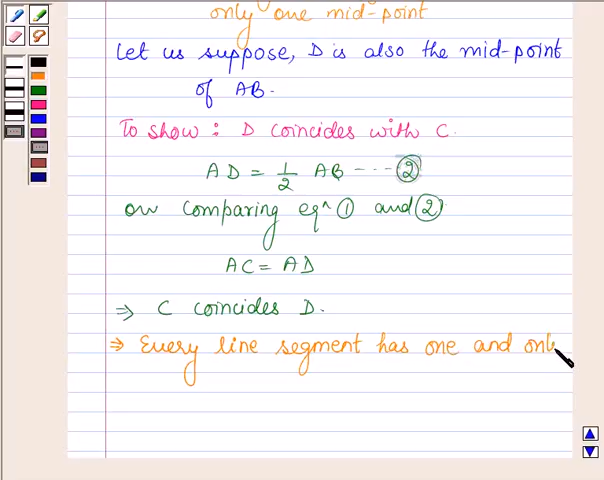 only one mid-point
Let us suppose, D is also the mid-point
of AB.
To show : D coincides with C.
AD = 1/2 AB ---- ②
on comparing eqⁿ ① and ②
AC = AD
⇒ C coincides D.
⇒ Every line segment has one and onl